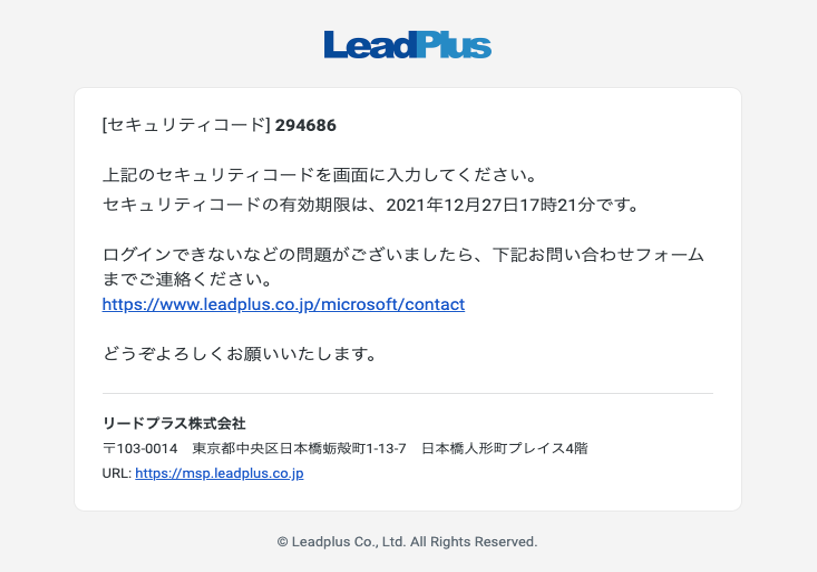 LeadPlus
[セキュリティコード] 294686
上記のセキュリティコードを画面に入力してください。
セキュリティコードの有効期限は、2021年12月27日17時21分です。
ログインできないなどの問題がございましたら、下記お問い合わせフォーム
までご連絡ください。
https://www.leadplus.co.jp/microsoft/contact
どうぞよろしくお願いいたします。
リードプラス株式会社
〒103-0014　東京都中央区日本橋蛎殻町1-13-7　日本橋人形町プレイス4階
URL: https://msp.leadplus.co.jp
© Leadplus Co., Ltd. All Rights Reserved.